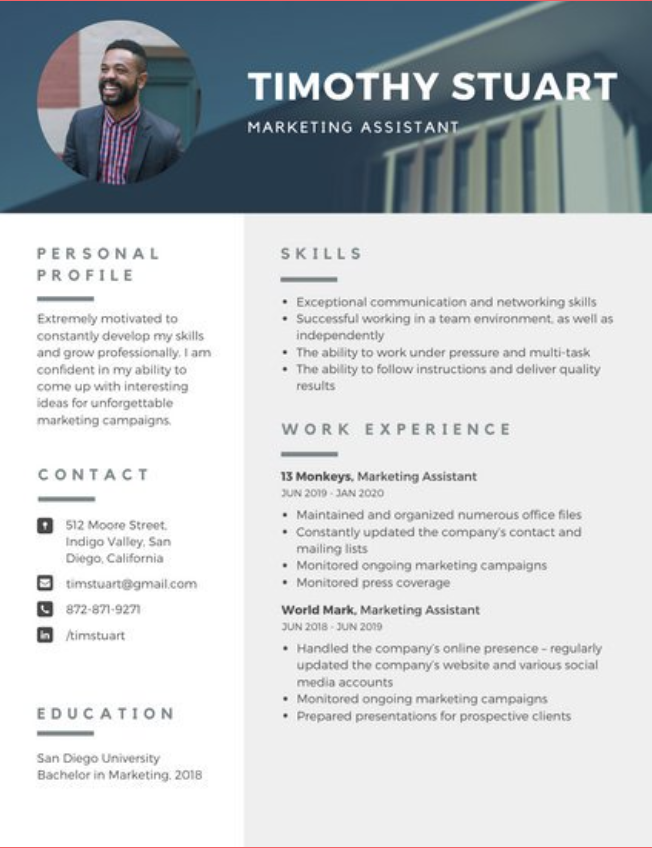 TIMOTHY STUART
MARKETING ASSISTANT
PERSONAL
PROFILE
Extremely motivated to
constantly develop my skills
and grow professionally. I am
confident in my ability to
come up with interesting
ideas for unforgettable
marketing campaigns.
CONTACT
512 Moore Street,
Indigo Valley, San
Diego, California
timstuart@gmail.com
872-871-9271
in /timstuart
EDUCATION
San Diego University
Bachelor in Marketing, 2018
SKILLS
• Exceptional communication and networking skills
• Successful working in a team environment, as well as
independently
• The ability to work under pressure and multi-task
• The ability to follow instructions and deliver quality
results
WORK EXPERIENCE
13 Monkeys, Marketing Assistant
JUN 2019 - JAN 2020
• Maintained and organized numerous office files
• Constantly updated the company's contact and
mailing lists
• Monitored ongoing marketing campaigns
• Monitored press coverage
World Mark, Marketing Assistant
JUN 2018 - JUN 2019
• Handled the company's online presence – regularly
updated the company's website and various social
media accounts
• Monitored ongoing marketing campaigns
• Prepared presentations for prospective clients